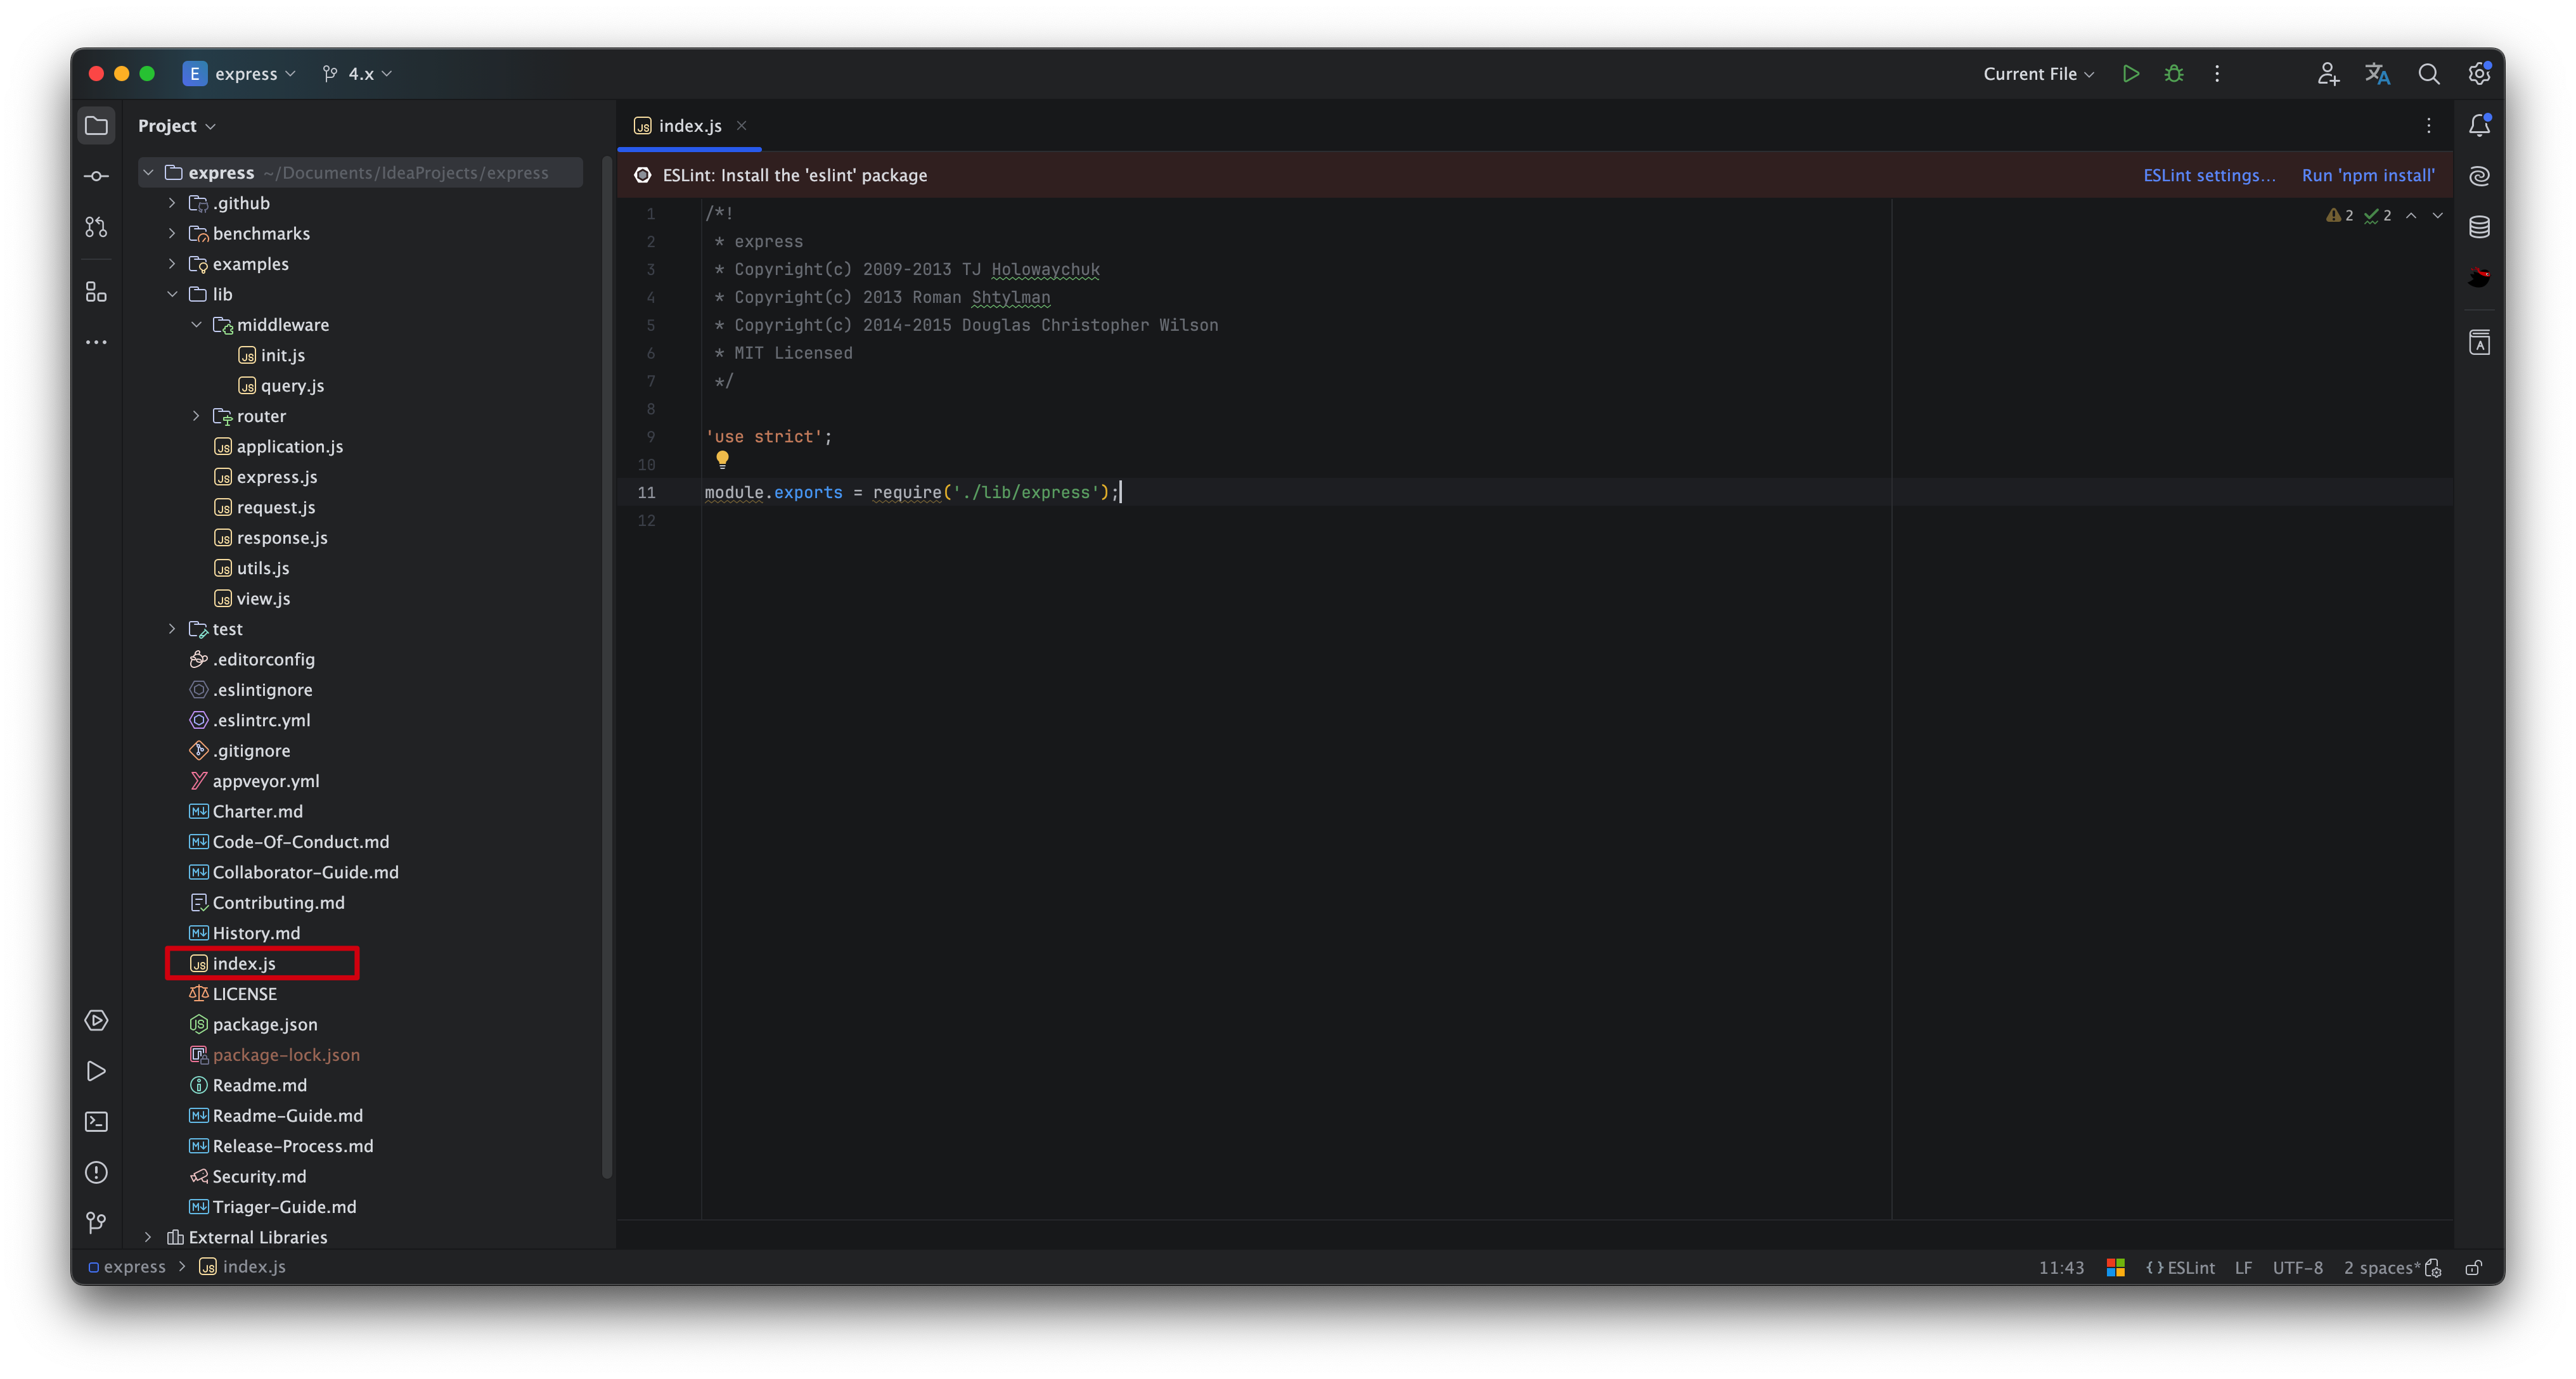 E express 4.x Current File
Project
index.js
express ~/Documents/IdeaProjects/express
.github
benchmarks
examples
lib
middleware
init.js
query.js
router
application.js
express.js
request.js
response.js
utils.js
view.js
test
.editorconfig
.eslintignore
.eslintrc.yml
.gitignore
appveyor.yml
Charter.md
Code-Of-Conduct.md
Collaborator-Guide.md
Contributing.md
History.md
index.js
LICENSE
package.json
package-lock.json
Readme.md
Readme-Guide.md
Release-Process.md
Security.md
Triager-Guide.md
External Libraries
ESLint: Install the 'eslint' package ESLint settings... Run 'npm install'
2 2
1 /*!
2 * express
3 * Copyright(c) 2009-2013 TJ Holowaychuk
4 * Copyright(c) 2013 Roman Shtylman
5 * Copyright(c) 2014-2015 Douglas Christopher Wilson
6 * MIT Licensed
7 */
8
9 'use strict';
10
11 module.exports = require('./lib/express');
12
express > index.js 11:43 {} ESLint LF UTF-8 2 spaces*